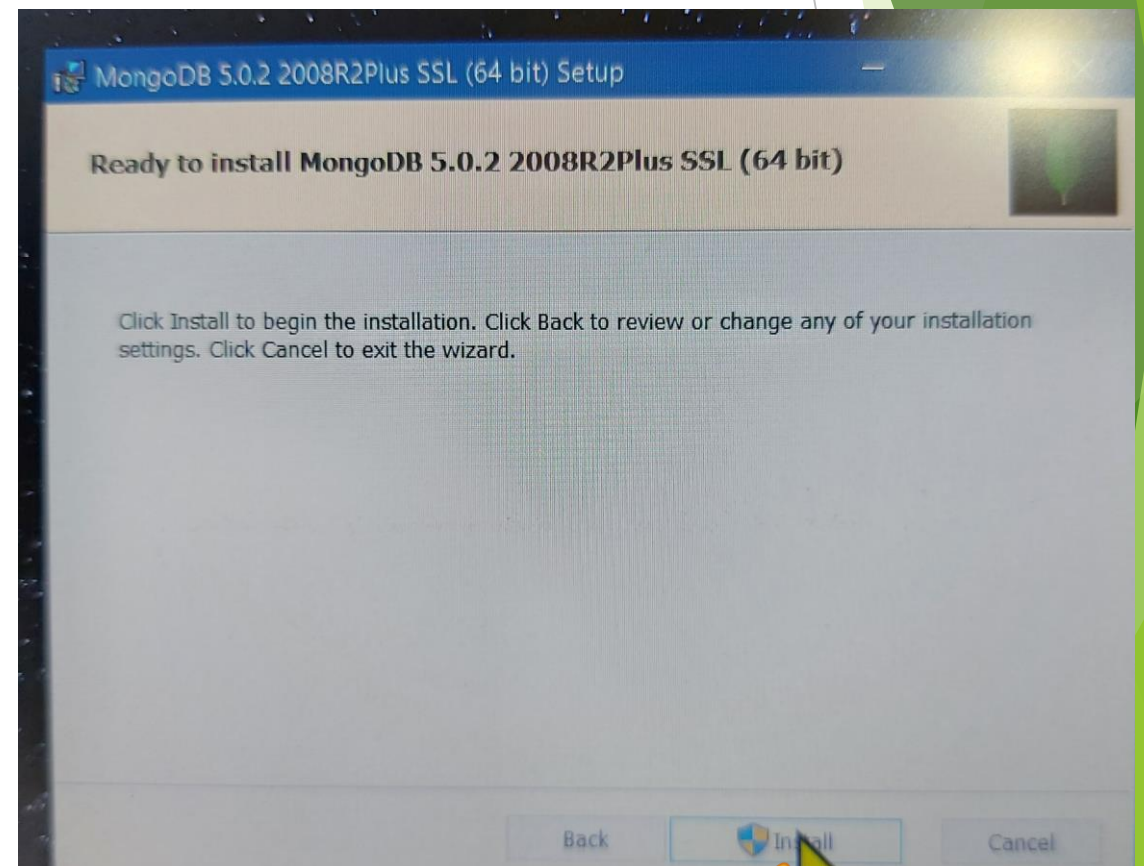 MongoDB 5.0.2 2008R2Plus SSL (64 bit) Setup
Ready to install MongoDB 5.0.2 2008R2Plus SSL (64 bit)
Click Install to begin the installation. Click Back to review or change any of your installation
settings. Click Cancel to exit the wizard.
Back
Install
Cancel